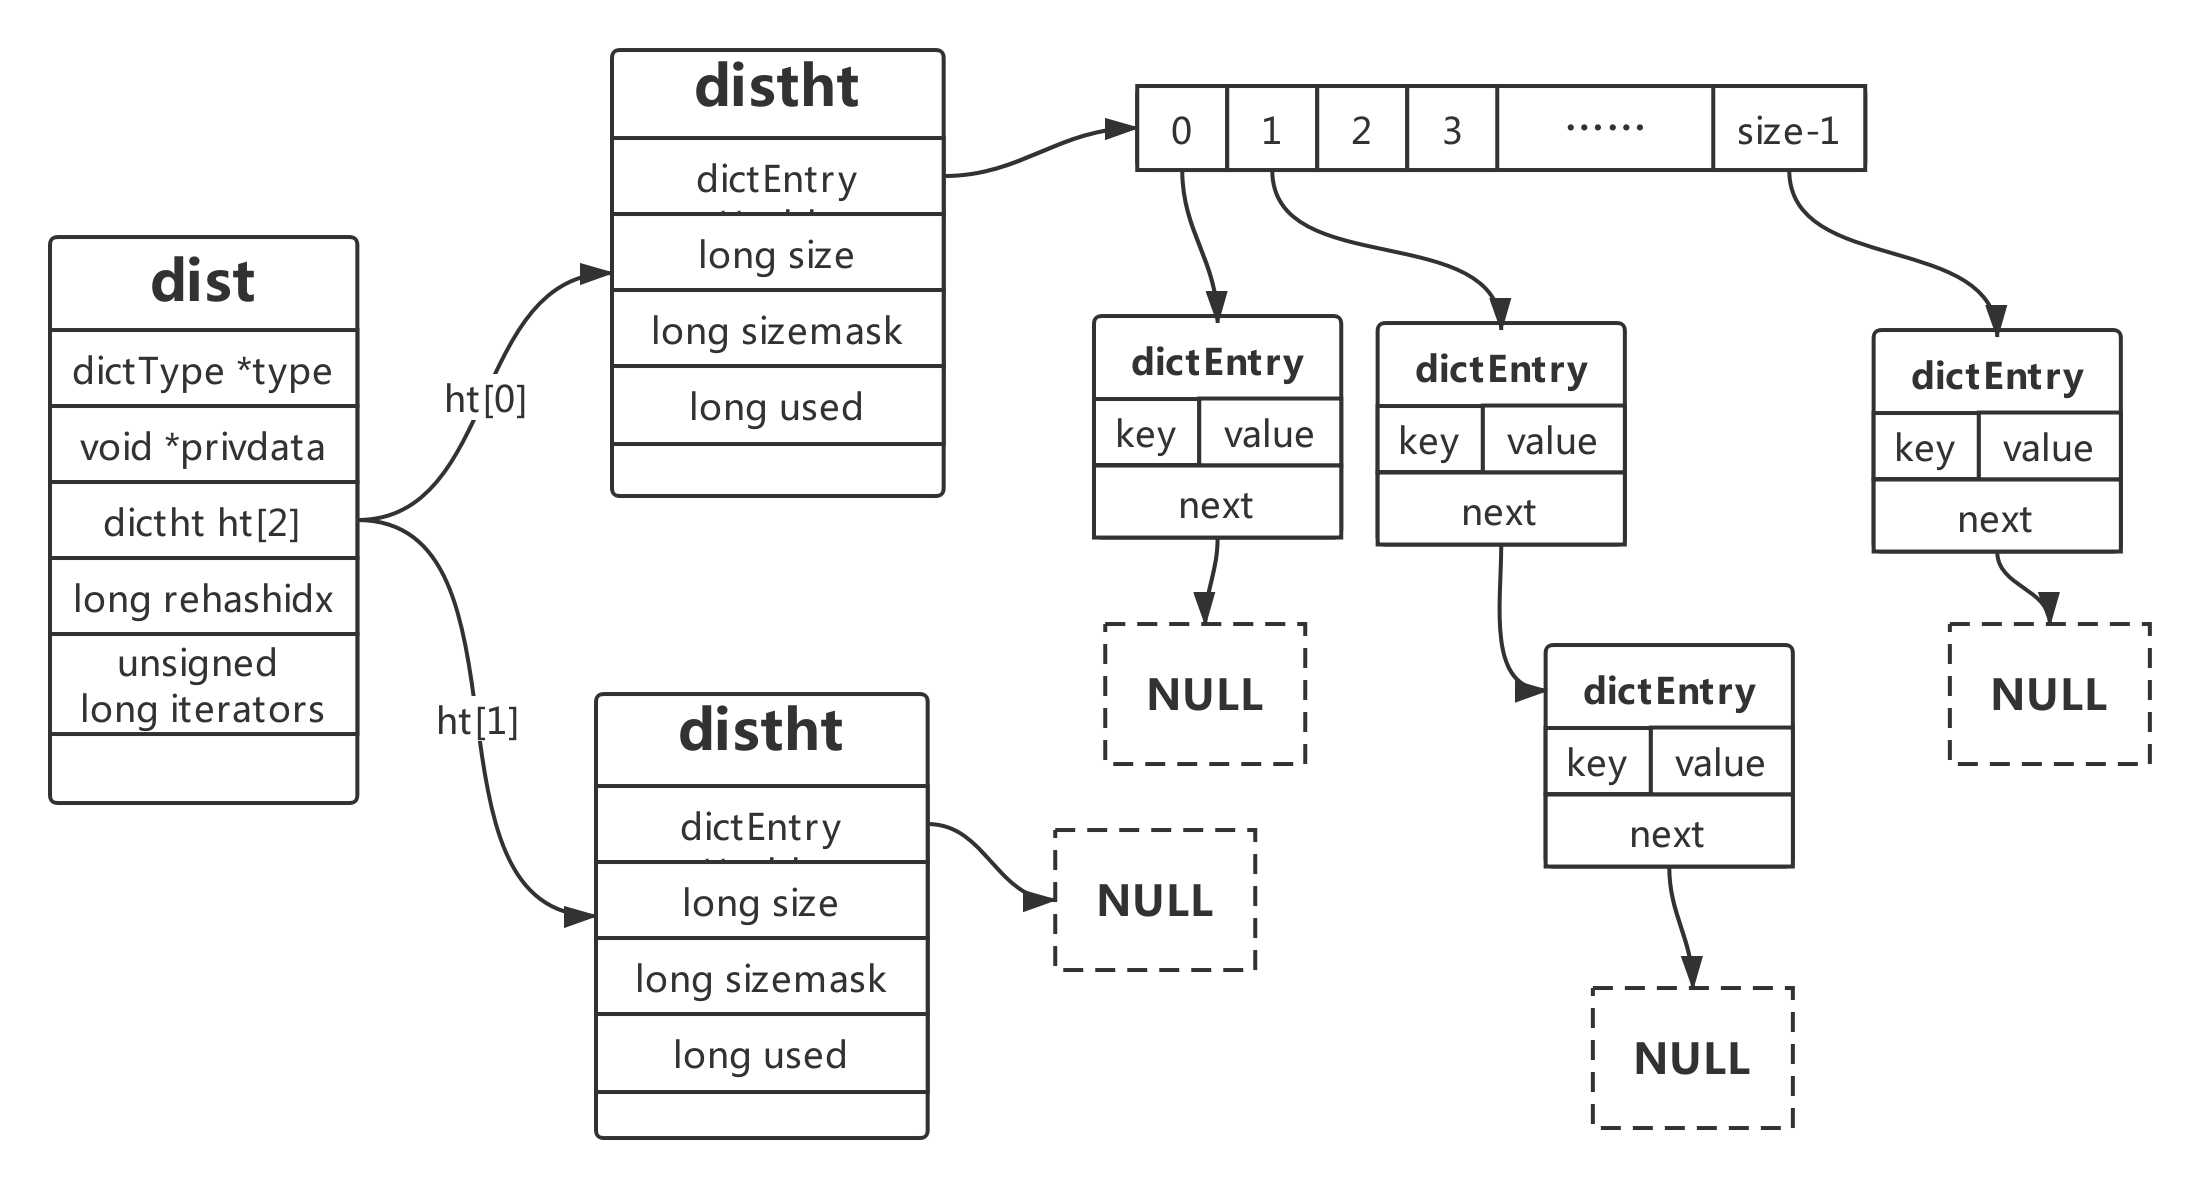 dist
dictType *type
void *privdata
dictht ht[2]
long rehashidx
unsigned
long iterators
ht[0]
ht[1]
distht
dictEntry
long size
long sizemask
long used
distht
dictEntry
long size
long sizemask
long used
0 1 2 3 ...... size-1
dictEntry
key value
next
NULL
dictEntry
key value
next
dictEntry
key value
next
NULL
dictEntry
key value
next
NULL
NULL